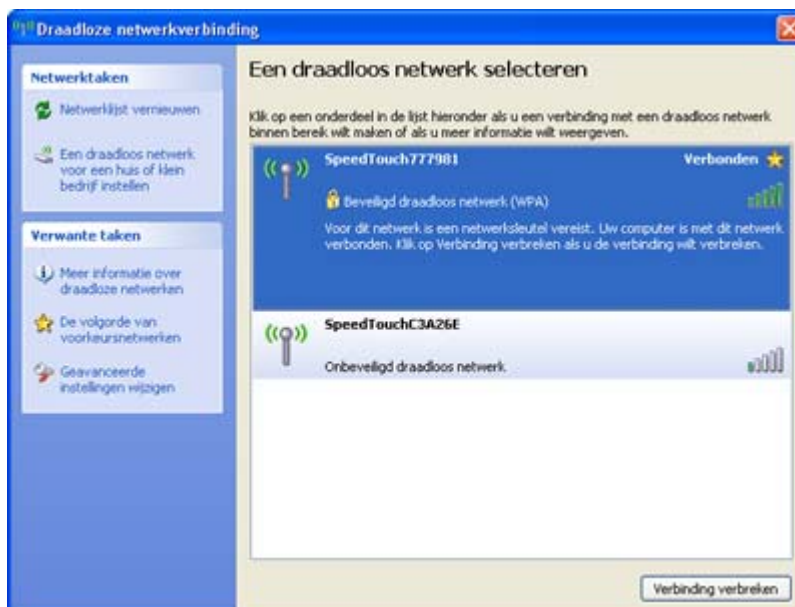 Draadloze netwerkverbinding
Netwerktaken
Netwerklijst vernieuwen
Een draadloos netwerk
voor een huis of klein
bedrijf instellen
Verwante taken
Meer informatie over
draadloze netwerken
De volgorde van
voorkeursnetwerken
Geavanceerde
instellingen wijzigen
Een draadloos netwerk selecteren
Klik op een onderdeel in de lijst hieronder als u een verbinding met een draadloos netwerk
binnen bereik wilt maken of als u meer informatie wilt weergeven.
SpeedTouch777981 Verbonden
Beveiligd draadloos netwerk (WPA)
Voor dit netwerk is een netwerksleutel vereist. Uw computer is met dit netwerk
verbonden. Klik op Verbinding verbreken als u de verbinding wilt verbreken.
SpeedTouchC3A26E
Onbeveiligd draadloos netwerk
Verbinding verbreken